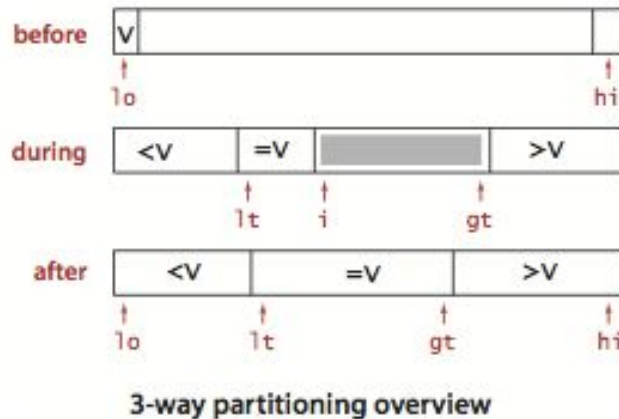 before V
lo hi
during <V =V >V
lt i gt
after <V =V >V
lo lt gt hi
3-way partitioning overview